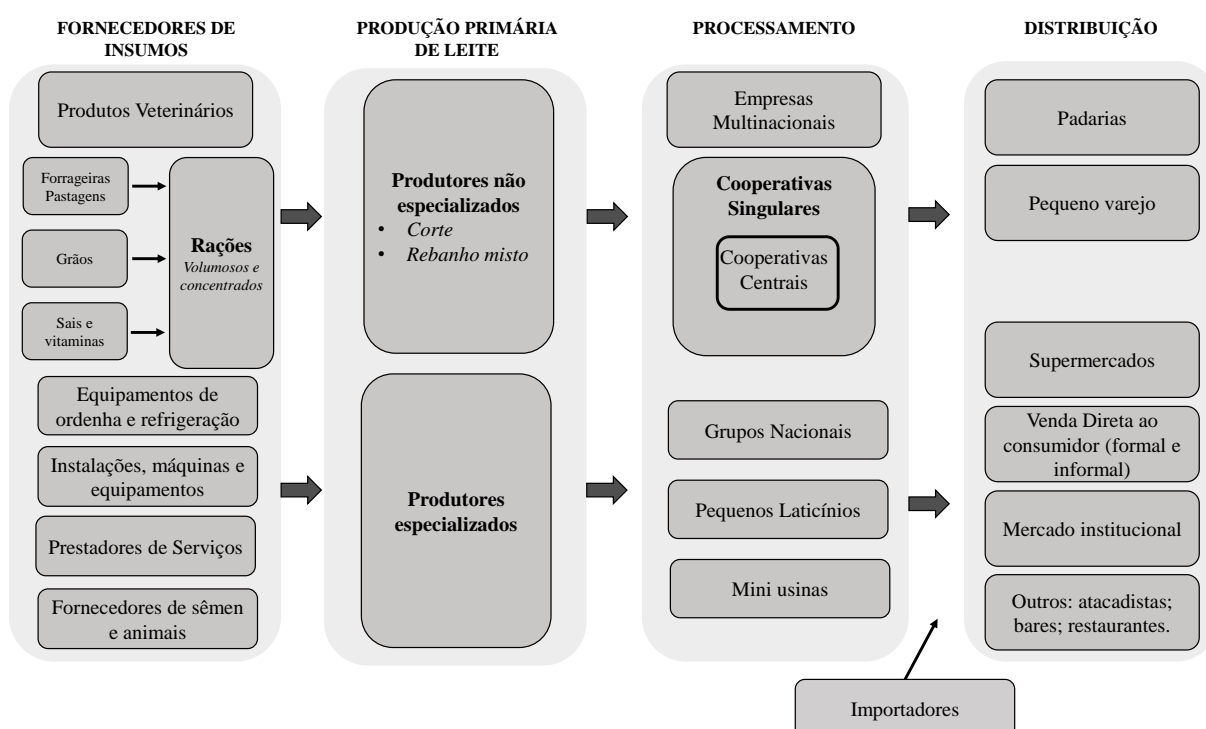 FORNECEDORES DE
INSUMOS
Produtos Veterinários
Forrageiras
Pastagens
Grãos
Sais e
vitaminas
Rações
Volumosos e
concentrados
Equipamentos de
ordenha e refrigeração
Instalações, máquinas e
equipamentos
Prestadores de Serviços
Fornecedores de sêmen
e animais
PRODUÇÃO PRIMÁRIA
DE LEITE
Produtores não
especializados
• Corte
• Rebanho misto
Produtores
especializados
PROCESSAMENTO
Empresas
Multinacionais
Cooperativas
Singulares
Cooperativas
Centrais
Grupos Nacionais
Pequenos Laticínios
Mini usinas
DISTRIBUIÇÃO
Padarias
Pequeno varejo
Supermercados
Venda Direta ao
consumidor (formal e
informal)
Mercado institucional
Outros: atacadistas;
bares; restaurantes.
Importadores